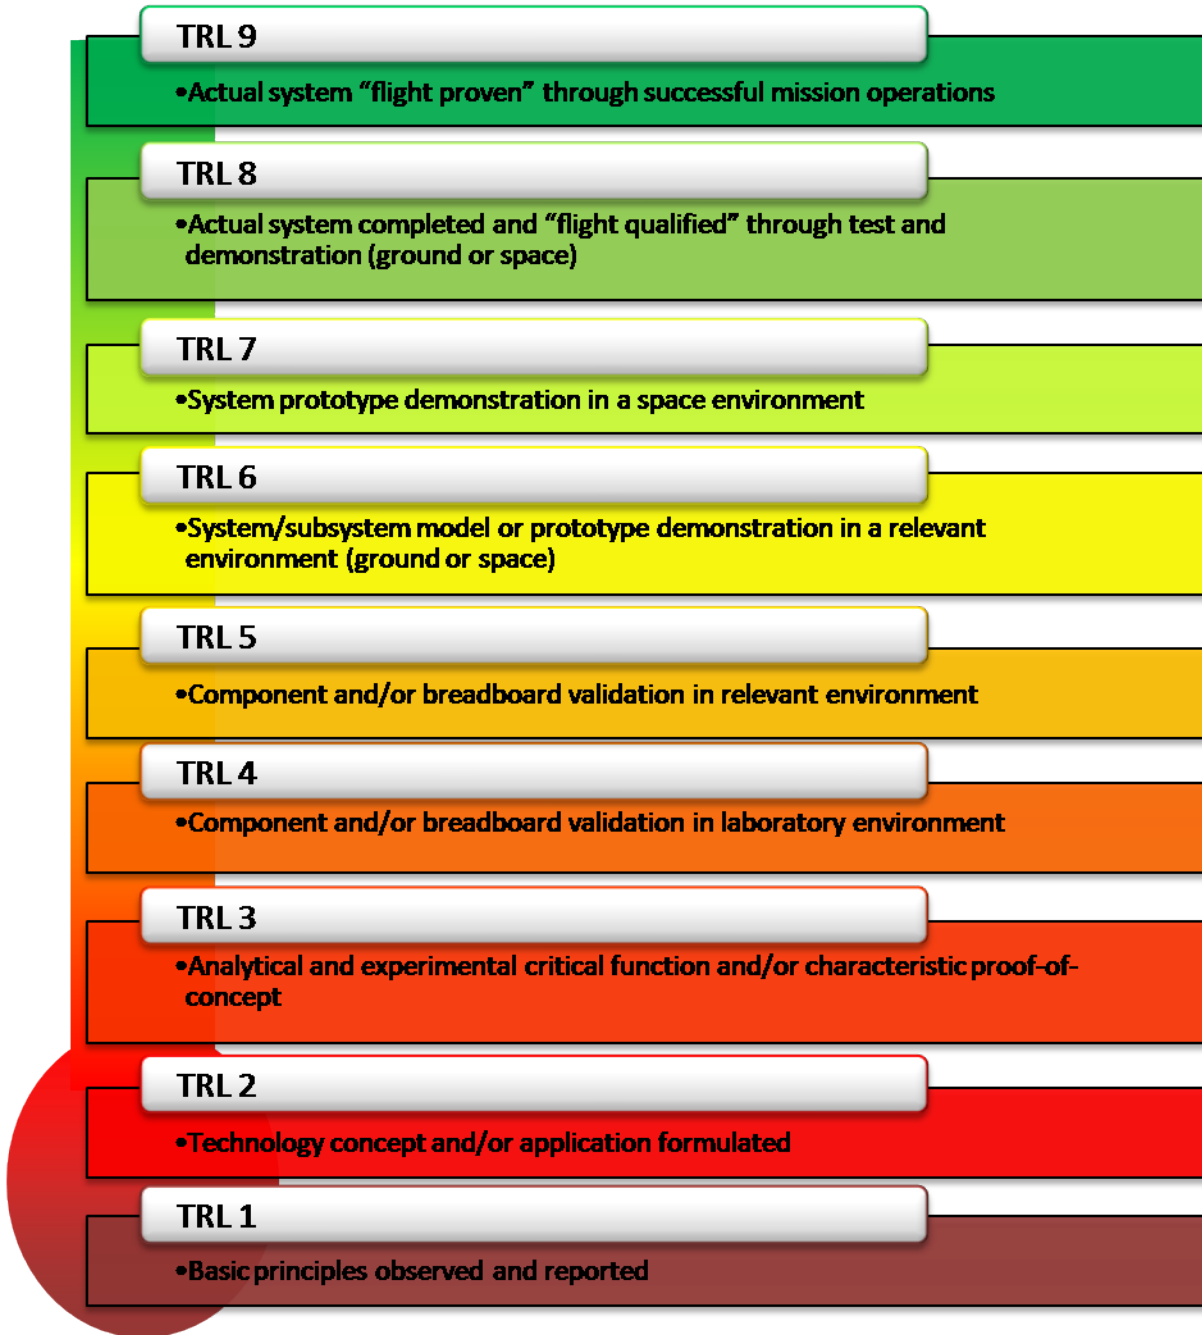 TRL 9
•Actual system “flight proven” through successful mission operations
TRL 8
•Actual system completed and “flight qualified” through test and
demonstration (ground or space)
TRL 7
•System prototype demonstration in a space environment
TRL 6
•System/subsystem model or prototype demonstration in a relevant
environment (ground or space)
TRL 5
•Component and/or breadboard validation in relevant environment
TRL 4
•Component and/or breadboard validation in laboratory environment
TRL 3
•Analytical and experimental critical function and/or characteristic proof-of-
concept
TRL 2
•Technology concept and/or application formulated
TRL 1
•Basic principles observed and reported